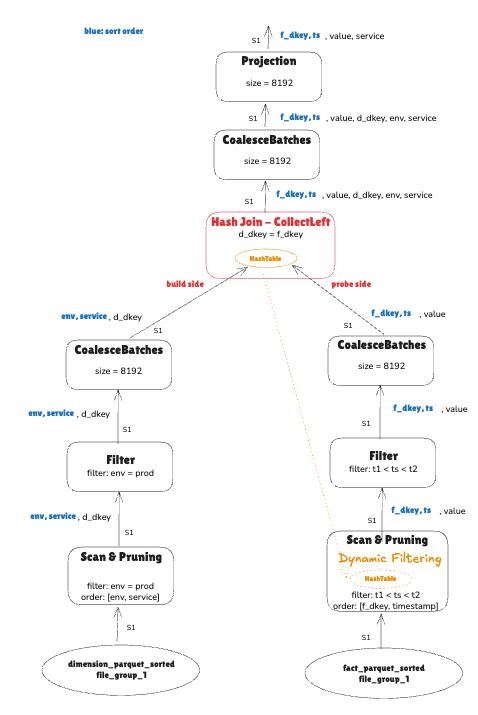 blue: sort order
S1
f_dkey, ts , value, service
Projection
size = 8192
S1
f_dkey, ts , value, d_dkey, env, service
CoalesceBatches
size = 8192
S1
f_dkey, ts , value, d_dkey, env, service
Hash Join - CollectLeft
d_dkey = f_dkey
HashTable
build side
probe side
env, service , d_dkey
S1
f_dkey, ts , value
S1
CoalesceBatches
size = 8192
CoalesceBatches
size = 8192
env, service , d_dkey
S1
f_dkey, ts , value
S1
Filter
filter: env = prod
Filter
filter: t1 < ts < t2
env, service , d_dkey
S1
f_dkey, ts , value
S1
Scan & Pruning
filter: env = prod
order: [env, service]
Scan & Pruning
Dynamic Filtering
HashTable
filter: t1 < ts < t2
order: [f_dkey, timestamp]
S1
S1
dimension_parquet_sorted
file_group_1
fact_parquet_sorted
file_group_1